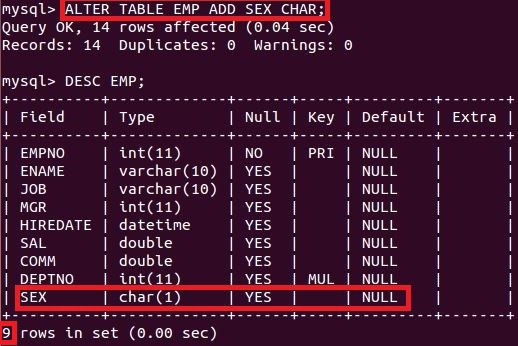 mysql> ALTER TABLE EMP ADD SEX CHAR;
Query OK, 14 rows affected (0.04 sec)
Records: 14  Duplicates: 0  Warnings: 0
mysql> DESC EMP;
+----------+-------------+------+-----+---------+-------+
| Field    | Type        | Null | Key | Default | Extra |
+----------+-------------+------+-----+---------+-------+
| EMPNO    | int(11)     | NO   | PRI | NULL    |       |
| ENAME    | varchar(10) | YES  |     | NULL    |       |
| JOB      | varchar(10) | YES  |     | NULL    |       |
| MGR      | int(11)     | YES  |     | NULL    |       |
| HIREDATE | datetime    | YES  |     | NULL    |       |
| SAL      | double      | YES  |     | NULL    |       |
| COMM     | double      | YES  |     | NULL    |       |
| DEPTNO   | int(11)     | YES  | MUL | NULL    |       |
| SEX      | char(1)     | YES  |     | NULL    |       |
+----------+-------------+------+-----+---------+-------+
9 rows in set (0.00 sec)